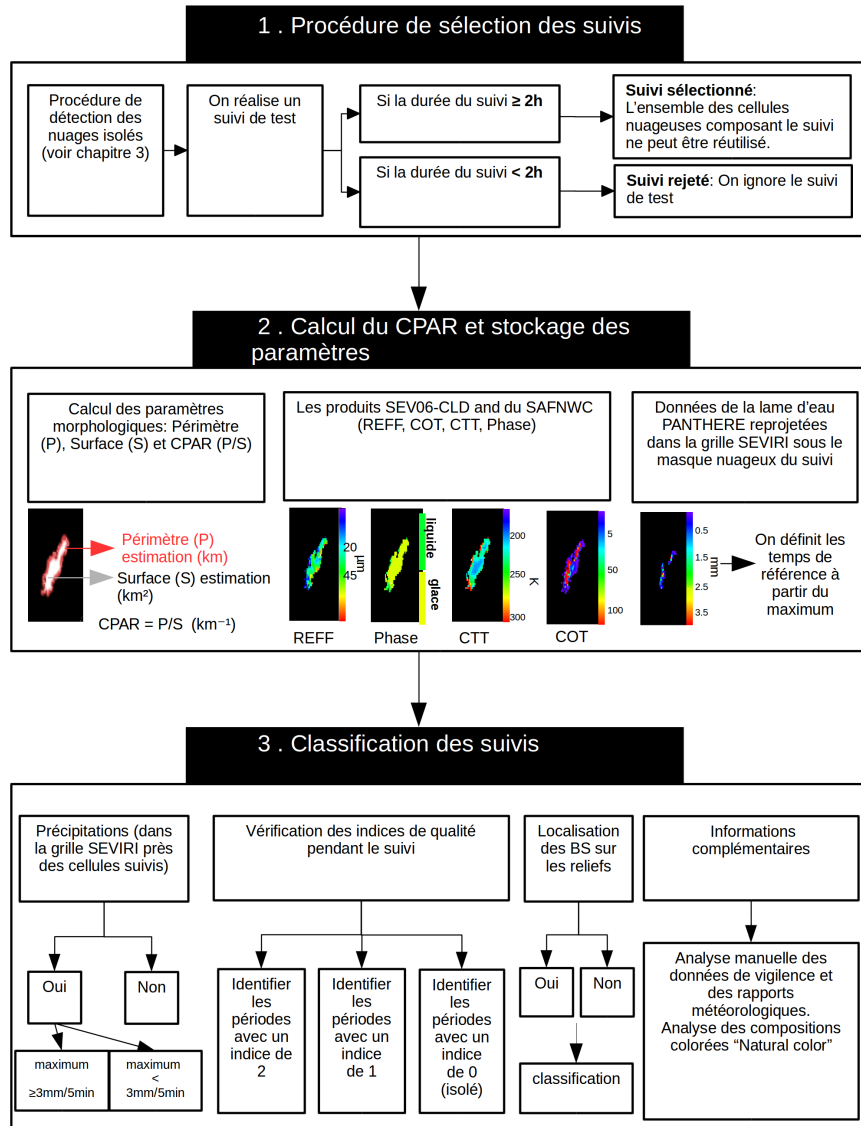 1 . Procédure de sélection des suivis
Procédure de
détection des
nuages isolés
(voir chapitre 3)
On réalise un
suivi de test
Si la durée du suivi ≥ 2h
Si la durée du suivi < 2h
Suivi sélectionné:
L'ensemble des cellules
nuageuses composant le suivi
ne peut être réutilisé.
Suivi rejeté: On ignore le suivi
de test
2 . Calcul du CPAR et stockage des
paramètres
Calcul des paramètres
morphologiques: Périmètre
(P), Surface (S) et CPAR (P/S)
Les produits SEV06-CLD and du SAFNWC
(REFF, COT, CTT, Phase)
Données de la lame d'eau
PANTHERE reprojetées
dans la grille SEVIRI sous le
masque nuageux du suivi
Périmètre (P)
estimation (km)
Surface (S) estimation
(km²)
CPAR = P/S (km⁻¹)
20
45
µm
REFF
liquide
glace
Phase
200
250
300
K
CTT
5
50
100
COT
0.5
1.5
2.5
3.5
mm
On définit les
temps de
référence à
partir du
maximum
3 . Classification des suivis
Précipitations (dans
la grille SEVIRI près
des cellules suivis)
Oui
Non
maximum
≥3mm/5min
maximum
<
3mm/5min
Vérification des indices de qualité
pendant le suivi
Identifier
les
périodes
avec un
indice de
2
Identifier
les
périodes
avec un
indice
de 1
Identifier
les
périodes
avec un
indice
de 0
(isolé)
Localisation
des BS sur
les reliefs
Oui
Non
classification
Informations
complémentaires
Analyse manuelle des
données de vigilence et
des rapports
météorologiques.
Analyse des compositions
colorées “Natural color”